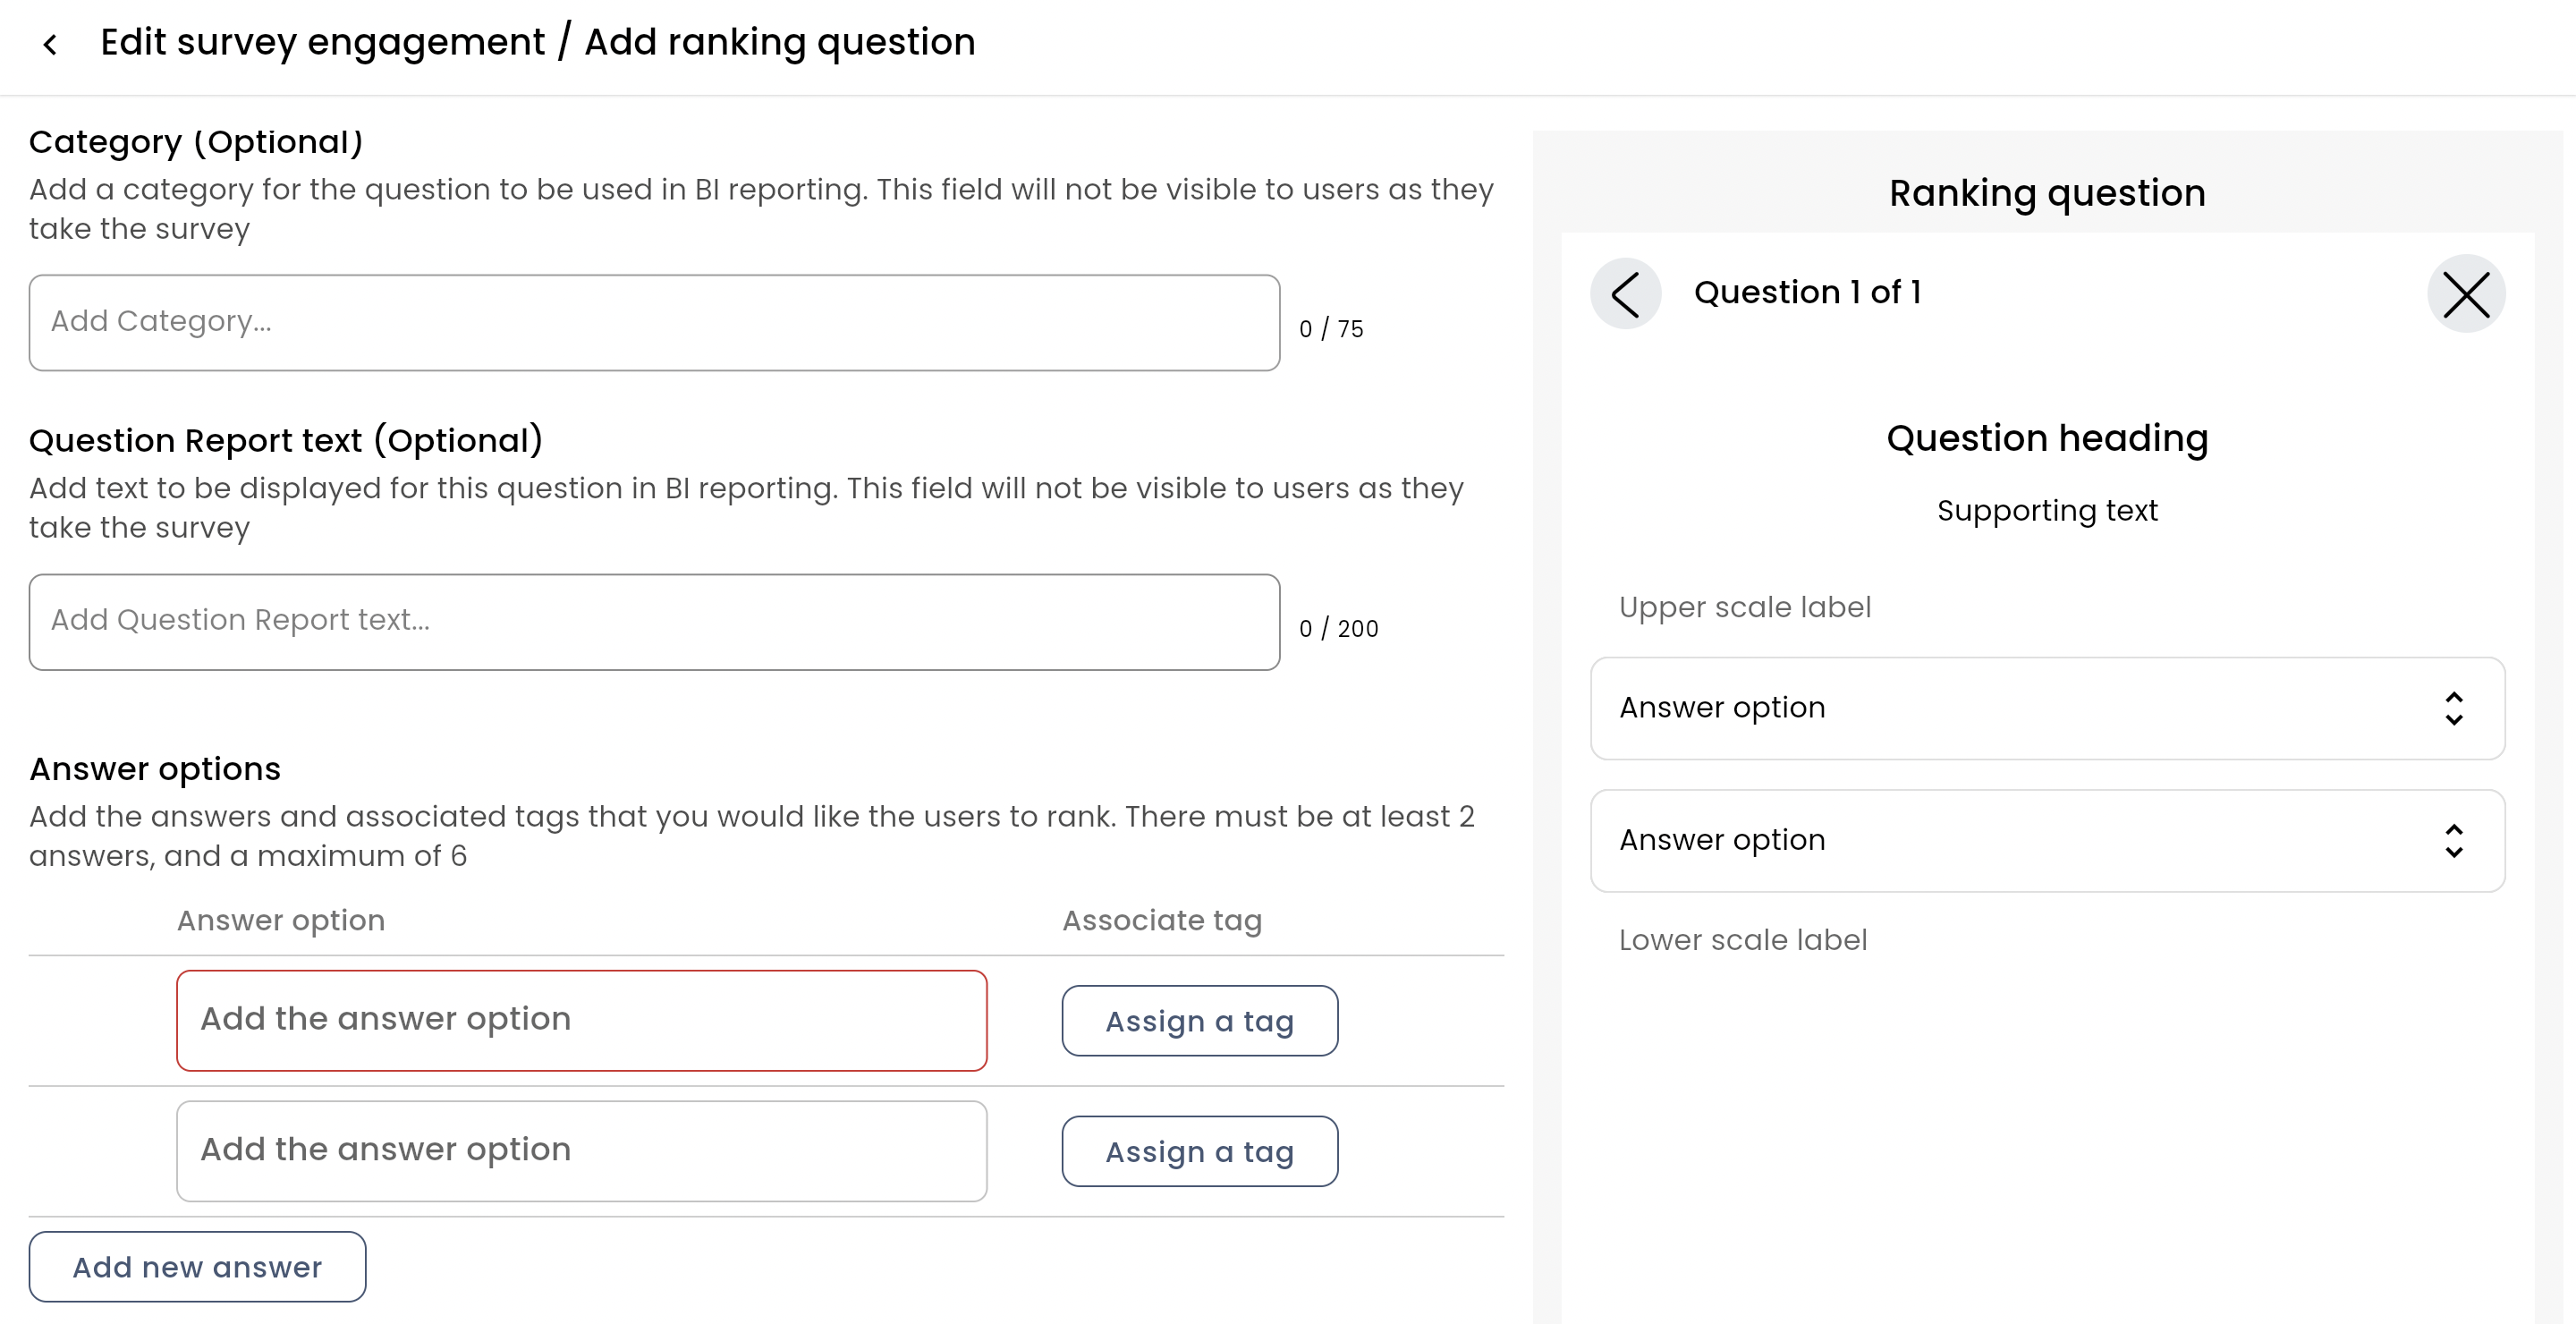 Edit survey engagement / Add ranking question
Category (Optional)
Add a category for the question to be used in BI reporting. This field will not be visible to users as they
take the survey
Add Category...
0 / 75
Question Report text (Optional)
Add text to be displayed for this question in BI reporting. This field will not be visible to users as they
take the survey
Add Question Report text...
0 / 200
Answer options
Add the answers and associated tags that you would like the users to rank. There must be at least 2
answers, and a maximum of 6
Answer option
Associate tag
Add the answer option
Assign a tag
Add the answer option
Assign a tag
Add new answer
Ranking question
Question 1 of 1
Question heading
Supporting text
Upper scale label
Answer option
Answer option
Lower scale label